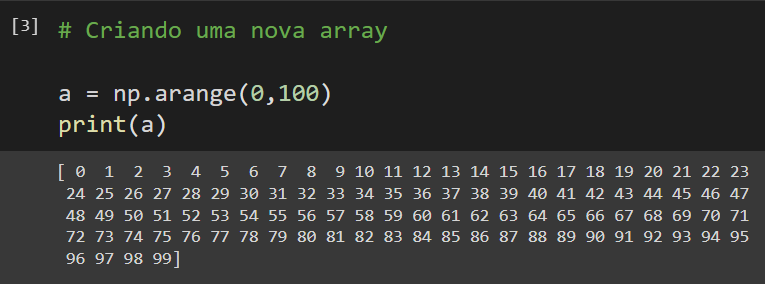 [3] # Criando uma nova array
a = np.arange(0,100)
print(a)
[ 0  1  2  3  4  5  6  7  8  9 10 11 12 13 14 15 16 17 18 19 20 21 22 23
24 25 26 27 28 29 30 31 32 33 34 35 36 37 38 39 40 41 42 43 44 45 46 47
48 49 50 51 52 53 54 55 56 57 58 59 60 61 62 63 64 65 66 67 68 69 70 71
72 73 74 75 76 77 78 79 80 81 82 83 84 85 86 87 88 89 90 91 92 93 94 95
96 97 98 99]